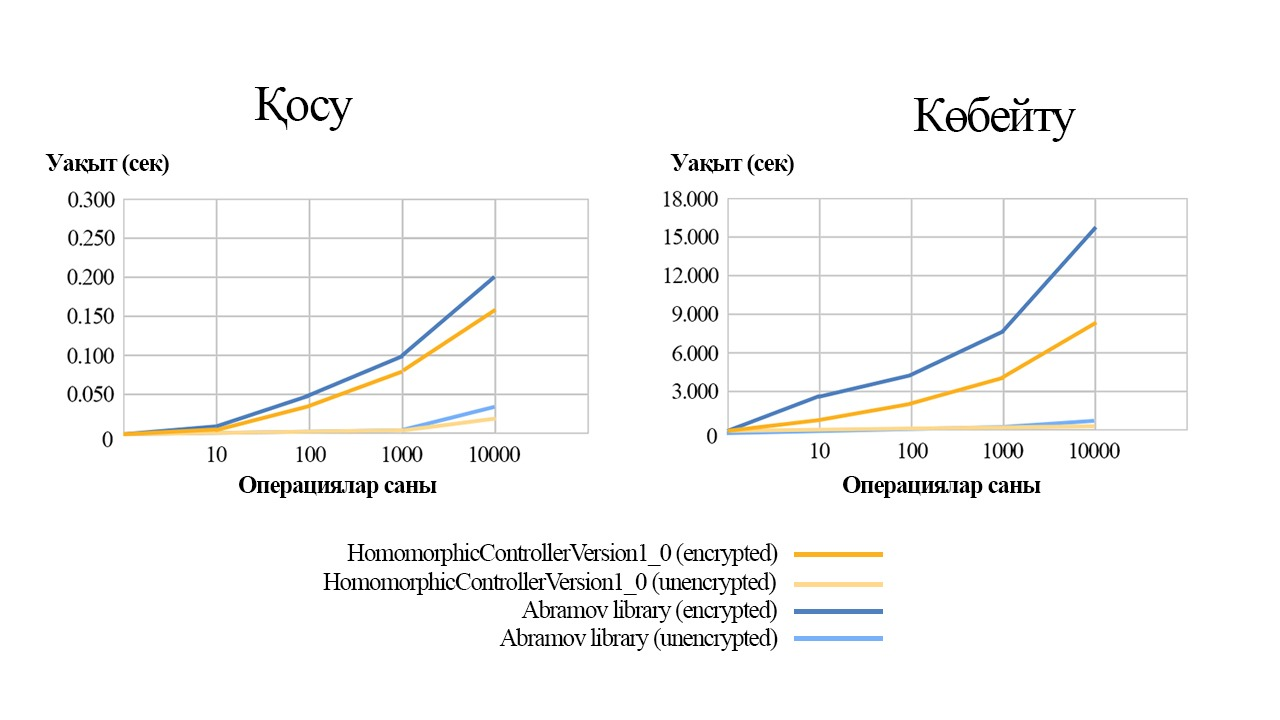 Қосу
Уақыт (сек)
0.300
0.250
0.200
0.150
0.100
0.050
0
10 100 1000 10000
Операциялар саны
Көбейту
Уақыт (сек)
18.000
15.000
12.000
9.000
6.000
3.000
0
10 100 1000 10000
Операциялар саны
HomomorphicControllerVersion1_0 (encrypted)
HomomorphicControllerVersion1_0 (unencrypted)
Abramov library (encrypted)
Abramov library (unencrypted)